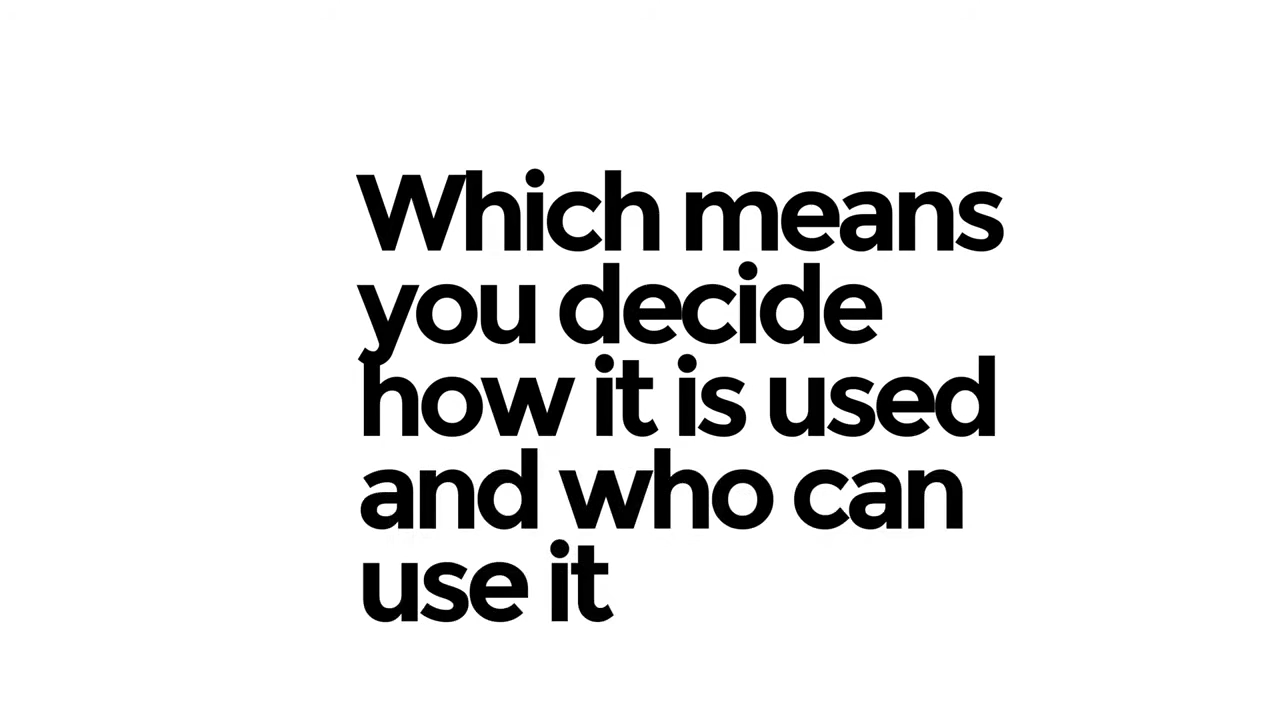 Which means
you decide
how it is used
and who can
use it